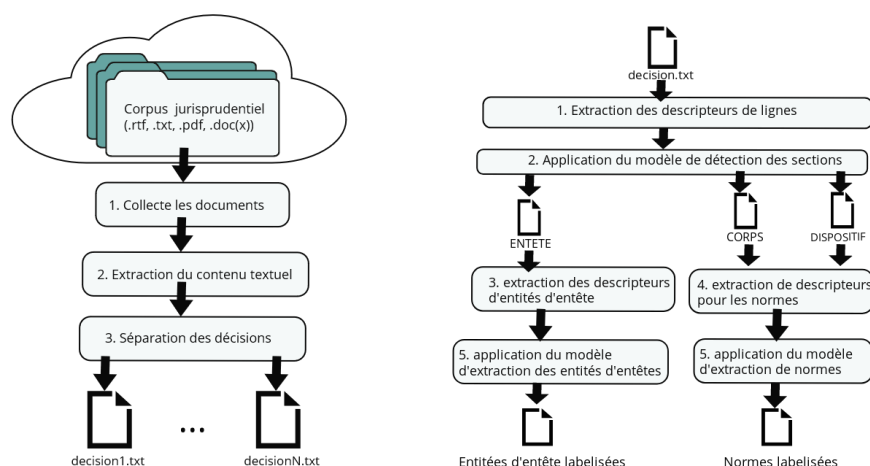 Corpus jurisprudentiel
(.rtf, .txt, .pdf, .doc(x))
1. Collecte les documents
2. Extraction du contenu textuel
3. Séparation des décisions
...
decision1.txt
decisionN.txt
decision.txt
1. Extraction des descripteurs de lignes
2. Application du modèle de détection des sections
ENTETE
CORPS
DISPOSITIF
3. extraction des descripteurs
d'entités d'entête
4. extraction de descripteurs
pour les normes
5. application du modèle
d'extraction des entités d'entêtes
5. application du modèle
d'extraction de normes
Entitées d'entête labelisées
Normes labelisées